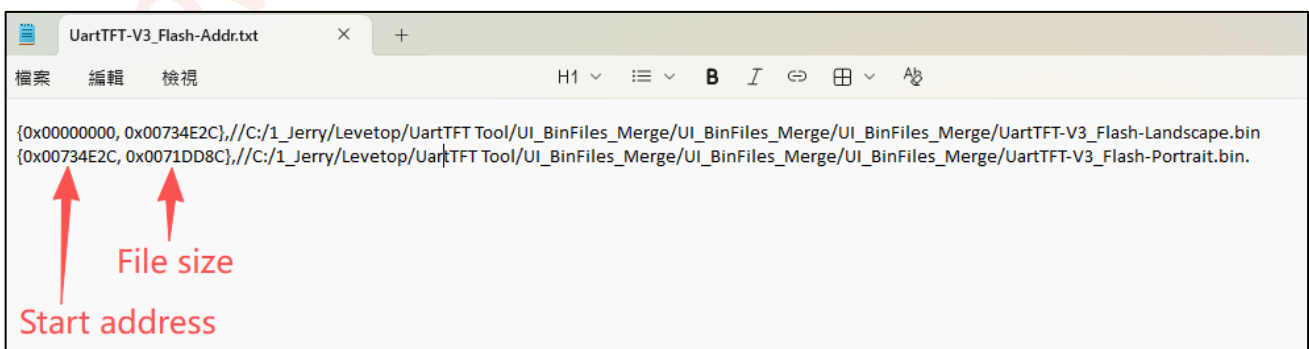 UartTFT-V3_Flash-Addr.txt × +
檔案 編輯 檢視 H1 B I A
{0x00000000, 0x00734E2C},//C:/1_Jerry/Levetop/UartTFT Tool/UI_BinFiles_Merge/UI_BinFiles_Merge/UI_BinFiles_Merge/UartTFT-V3_Flash-Landscape.bin
{0x00734E2C, 0x0071DD8C},//C:/1_Jerry/Levetop/UartTFT Tool/UI_BinFiles_Merge/UI_BinFiles_Merge/UI_BinFiles_Merge/UartTFT-V3_Flash-Portrait.bin.
File size
Start address